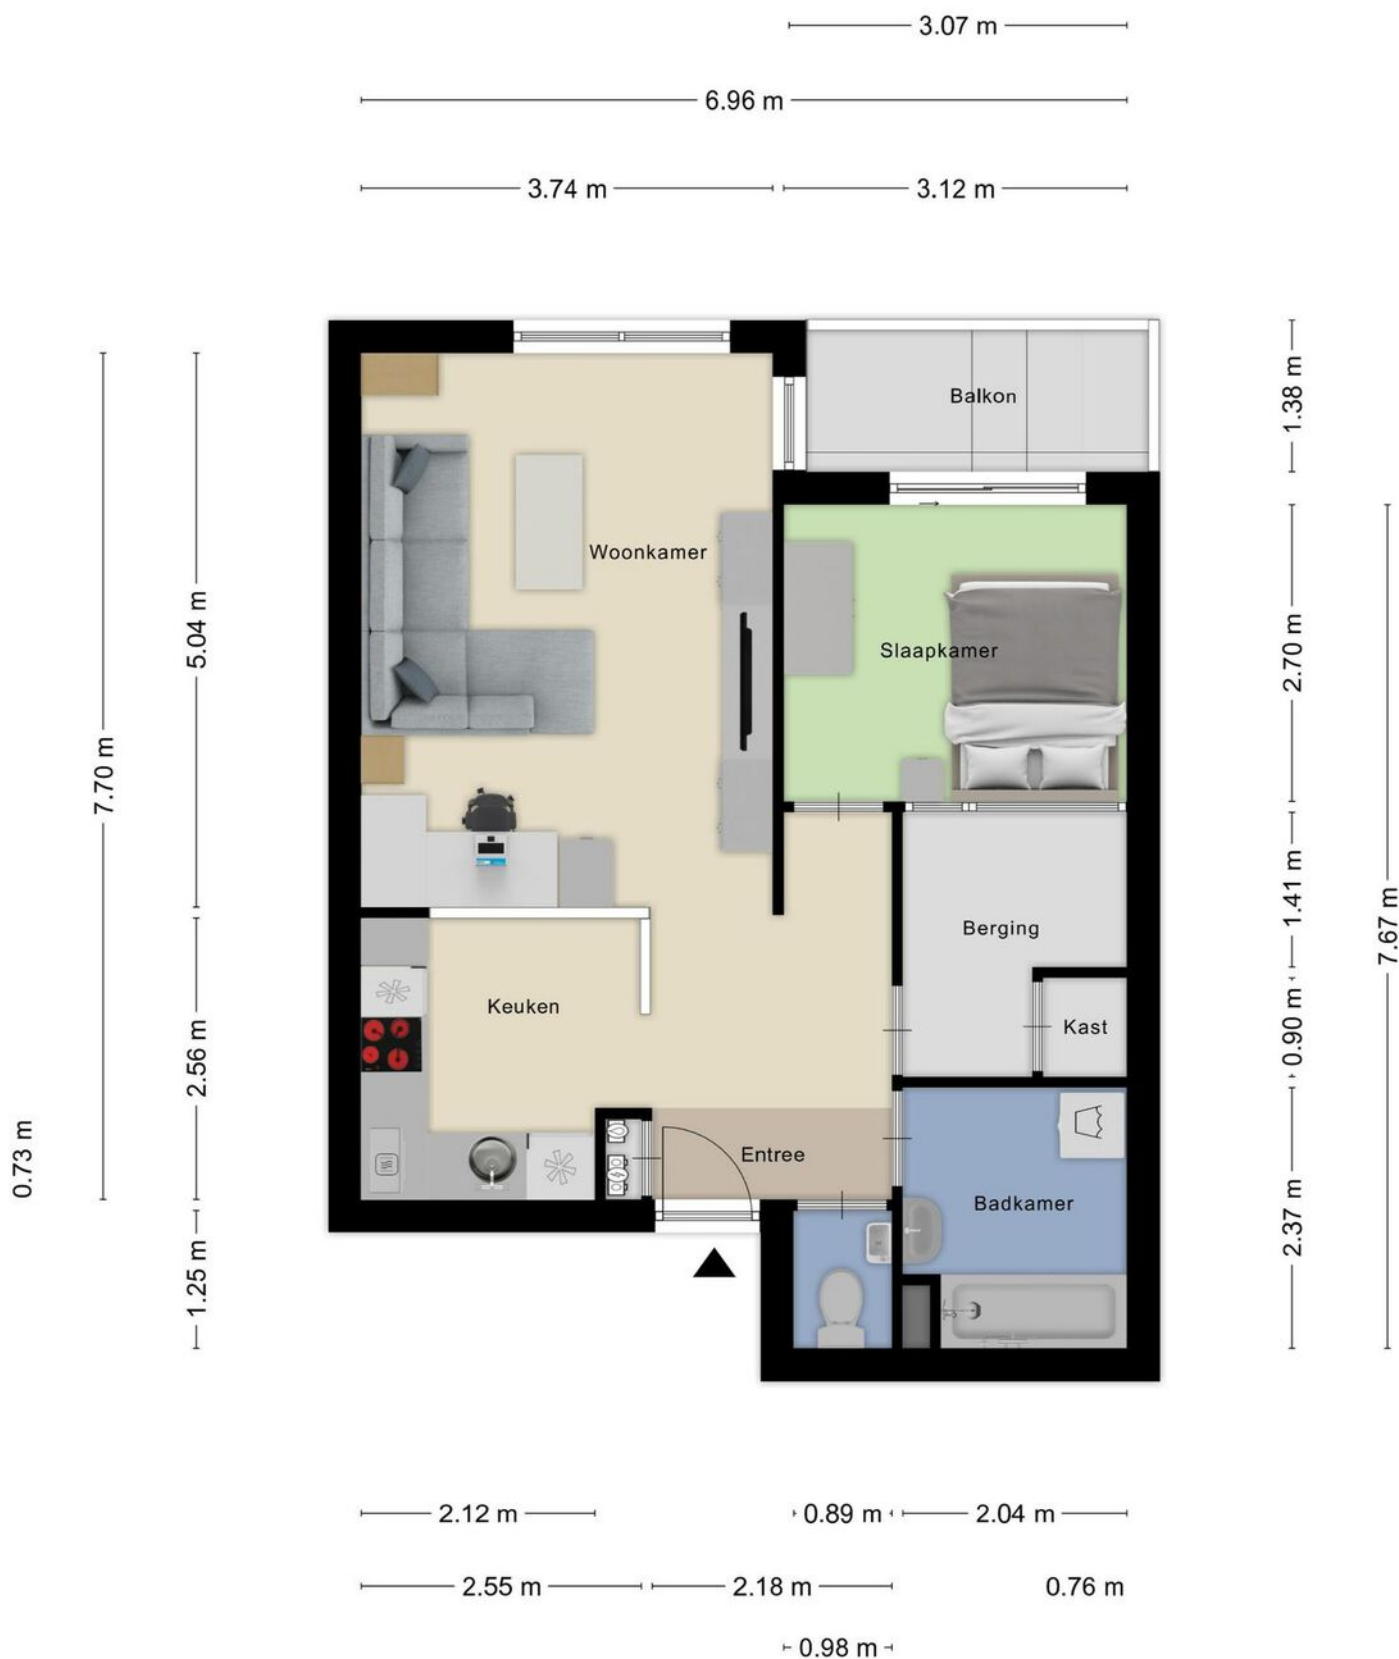 3.07 m
6.96 m
3.74 m
3.12 m
Balkon
1.38 m
Woonkamer
5.04 m
Slaapkamer
2.70 m
7.70 m
Berging
1.41 m
7.67 m
Keuken
Kast
0.90 m
2.56 m
0.73 m
Entree
Badkamer
2.37 m
1.25 m
2.12 m
0.89 m
2.04 m
2.55 m
2.18 m
0.76 m
0.98 m